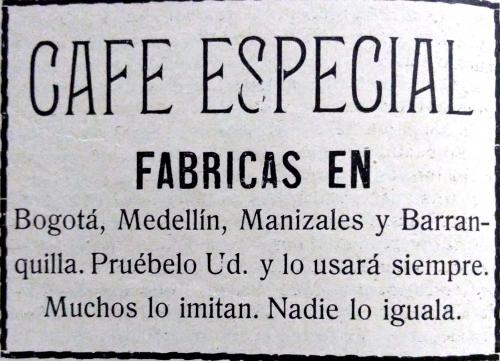 CAFE ESPECIAL
FABRICAS EN
Bogotá, Medellín, Manizales y Barran-
quilla. Pruébelo Ud. y lo usará siempre.
Muchos lo imitan. Nadie lo iguala.